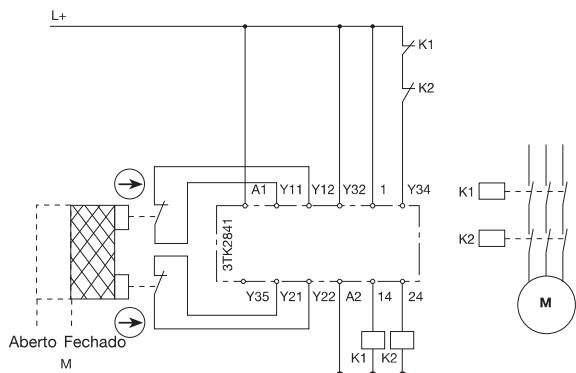 L+
K1
K2
A1 Y11 Y12 Y32 1 Y34
3TK2841
K1
K2
M
Y35 Y21 Y22 A2 14 24
Aberto Fechado
M
K1 K2